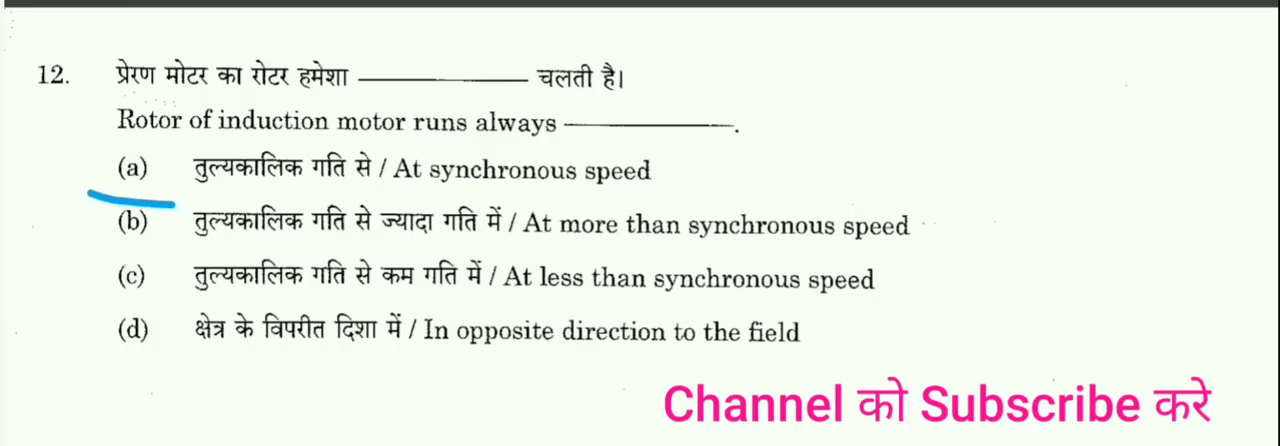 12. प्रेरण मोटर का रोटर हमेशा ____________ चलती है।
Rotor of induction motor runs always ____________.
(a) तुल्यकालिक गति से / At synchronous speed
(b) तुल्यकालिक गति से ज्यादा गति में / At more than synchronous speed
(c) तुल्यकालिक गति से कम गति में / At less than synchronous speed
(d) क्षेत्र के विपरीत दिशा में / In opposite direction to the field
Channel को Subscribe करे